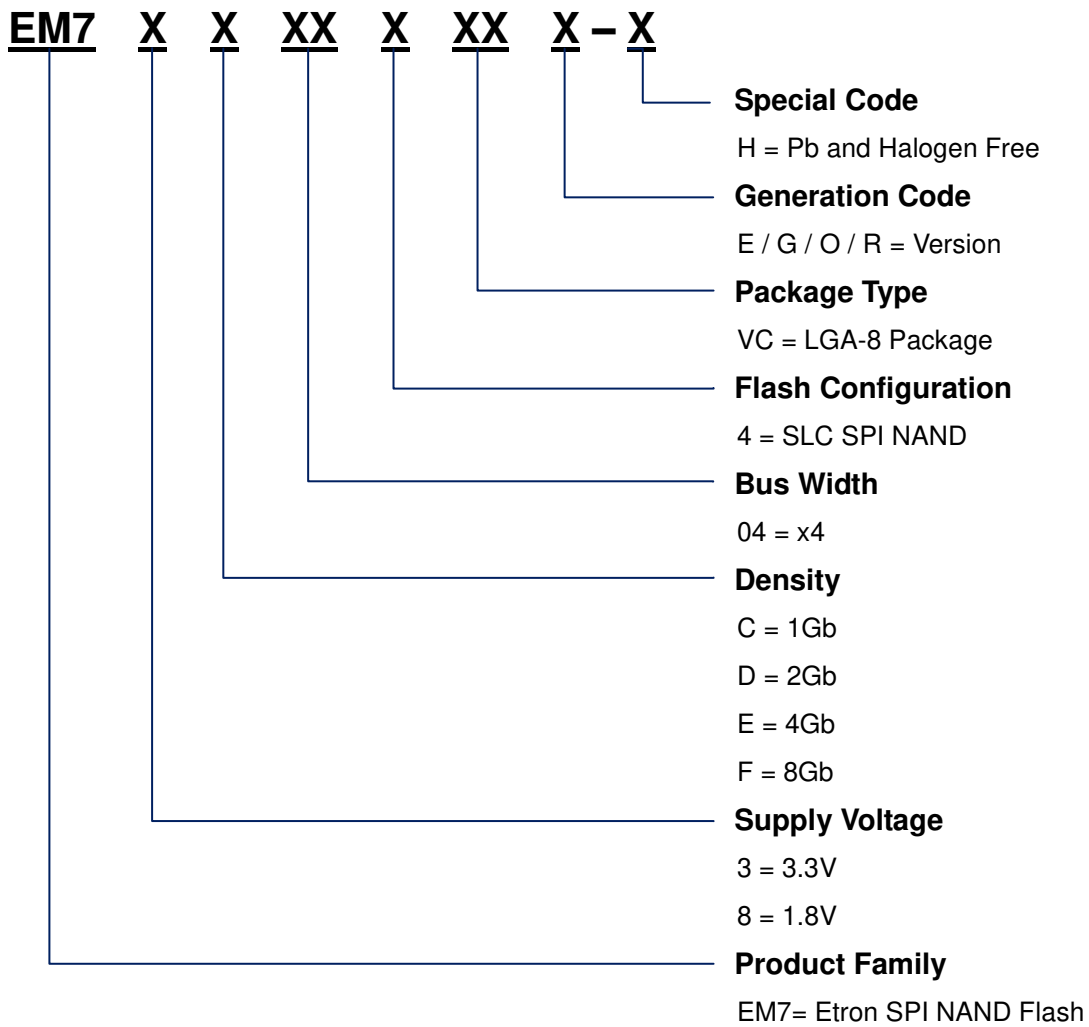 EM7 X X XX X XX X – X
Special Code
H = Pb and Halogen Free
Generation Code
E / G / O / R = Version
Package Type
VC = LGA-8 Package
Flash Configuration
4 = SLC SPI NAND
Bus Width
04 = x4
Density
C = 1Gb
D = 2Gb
E = 4Gb
F = 8Gb
Supply Voltage
3 = 3.3V
8 = 1.8V
Product Family
EM7= Etron SPI NAND Flash